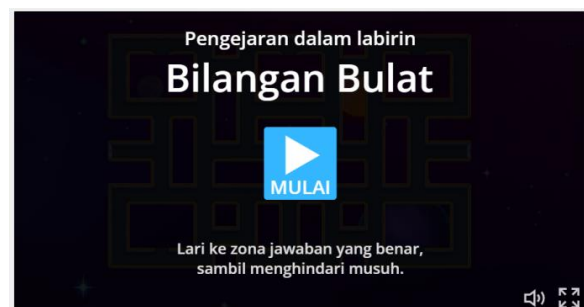 Pengejaran dalam labirin
Bilangan Bulat
MULAI
Lari ke zona jawaban yang benar,
sambil menghindari musuh.